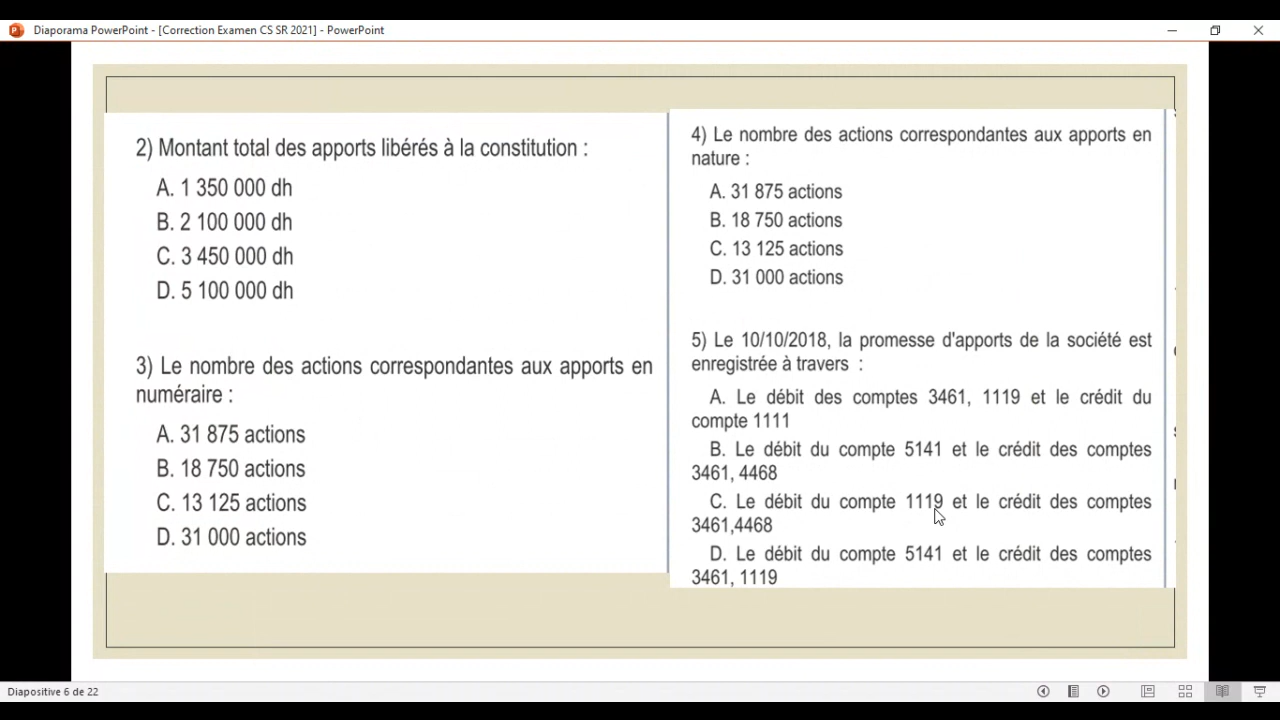 Diaporama PowerPoint - [Correction Examen CS SR 2021] - PowerPoint
2) Montant total des apports libérés à la constitution :
A. 1 350 000 dh
B. 2 100 000 dh
C. 3 450 000 dh
D. 5 100 000 dh
3) Le nombre des actions correspondantes aux apports en
numéraire :
A. 31 875 actions
B. 18 750 actions
C. 13 125 actions
D. 31 000 actions
4) Le nombre des actions correspondantes aux apports en
nature :
A. 31 875 actions
B. 18 750 actions
C. 13 125 actions
D. 31 000 actions
5) Le 10/10/2018, la promesse d'apports de la société est
enregistrée à travers :
A. Le débit des comptes 3461, 1119 et le crédit du
compte 1111
B. Le débit du compte 5141 et le crédit des comptes
3461, 4468
C. Le débit du compte 1119 et le crédit des comptes
3461,4468
D. Le débit du compte 5141 et le crédit des comptes
3461, 1119
Diapositive 6 de 22